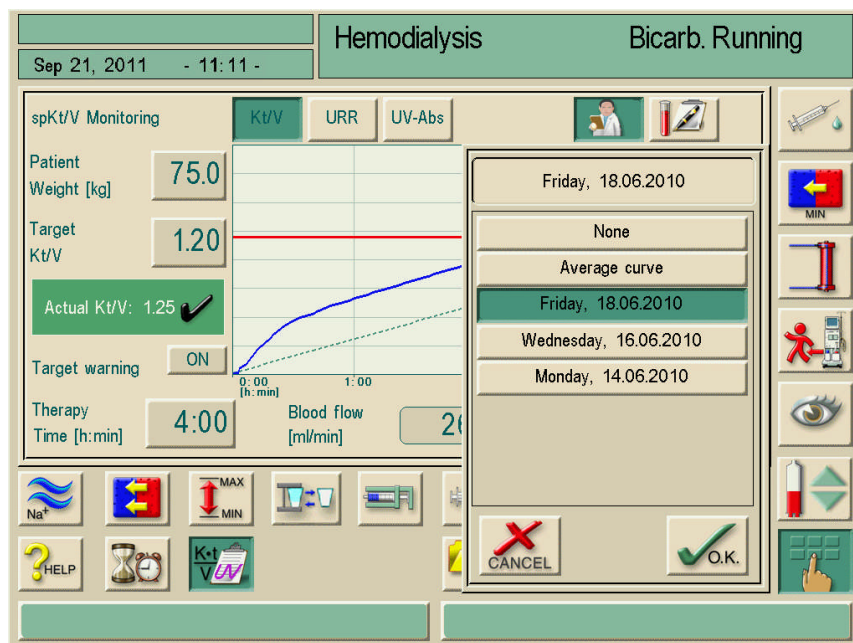 Hemodialysis
Bicarb. Running
Sep 21, 2011 - 11:11 -
spKt/V Monitoring
Kt/V
URR
UV-Abs
Patient
Weight [kg]
75.0
Target
Kt/V
1.20
Actual Kt/V: 1.25
Target warning
ON
0:00
[h:min]
1:00
Therapy
Time [h:min]
4:00
Blood flow
[ml/min]
Friday, 18.06.2010
None
Average curve
Friday, 18.06.2010
Wednesday, 16.06.2010
Monday, 14.06.2010
CANCEL
O.K.
MIN
Na+
MAX
MIN
HELP
K•t
V
UV